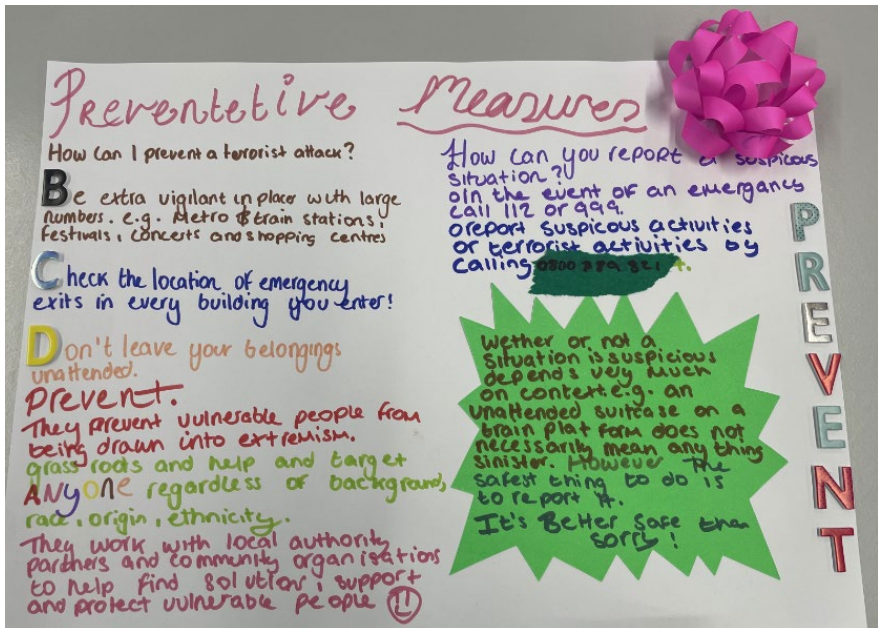 Preventetive Measures
How can I prevent a terrorist attack?
Be extra vigilant in places with large
numbers. e.g. Metro & train stations,
festivals, concerts and shopping centres
Check the location of emergency
exits in every building you enter!
Don't leave your belongings
unattended.
Prevent.
They prevent vulnerable people from
being drawn into extremism.
grass roots and help and target
ANyone regardless of background,
race, origin, ethnicity.
They work with local authority
partners and community organisations
to help find solutions, support
and protect vulnerable people
How can you report a suspicous
situation?
In the event of an emergancy
call 112 or 999.
report suspicous activities
or terrorist activities by
calling 0800 789 321
Wether or not a
situation is suspicious
depends very much
on context e.g. an
unattended suitcase on a
brain plat form does not
necessarily mean any thing
sinister. However the
safest thing to do is
to report it.
It's Better safe than
sorry!
PREVENT